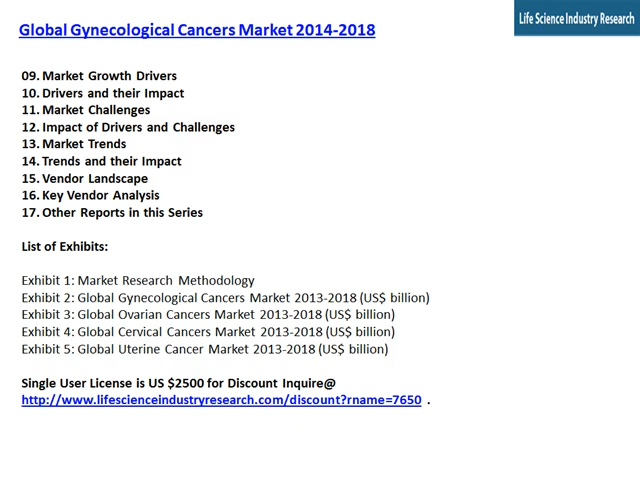 Global Gynecological Cancers Market 2014-2018
Life Science Industry Research
09. Market Growth Drivers
10. Drivers and their Impact
11. Market Challenges
12. Impact of Drivers and Challenges
13. Market Trends
14. Trends and their Impact
15. Vendor Landscape
16. Key Vendor Analysis
17. Other Reports in this Series
List of Exhibits:
Exhibit 1: Market Research Methodology
Exhibit 2: Global Gynecological Cancers Market 2013-2018 (US$ billion)
Exhibit 3: Global Ovarian Cancers Market 2013-2018 (US$ billion)
Exhibit 4: Global Cervical Cancers Market 2013-2018 (US$ billion)
Exhibit 5: Global Uterine Cancer Market 2013-2018 (US$ billion)
Single User License is US $2500 for Discount Inquire@
http://www.lifescienceindustryresearch.com/discount?rname=7650 .